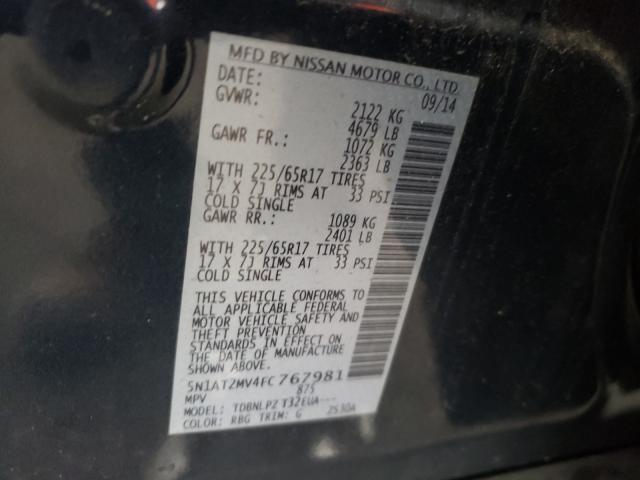 MFD BY NISSAN MOTOR CO., LTD.
DATE: 09/14
GVWR: 2122 KG
4679 LB
GAWR FR.: 1072 KG
2363 LB
WITH 225/65R17 TIRES
17 X 7J RIMS AT 33 PSI
COLD SINGLE
GAWR RR.: 1089 KG
2401 LB
WITH 225/65R17 TIRES
17 X 7J RIMS AT 33 PSI
COLD SINGLE
THIS VEHICLE CONFORMS TO
ALL APPLICABLE FEDERAL
MOTOR VEHICLE SAFETY AND
THEFT PREVENTION
STANDARDS IN EFFECT ON
SHOWN ABOVE.
5N1AT2MV4FC767981
MPV 875
MODEL: TDBNLPZ T32EUA---
COLOR: RBG TRIM: G 2530A